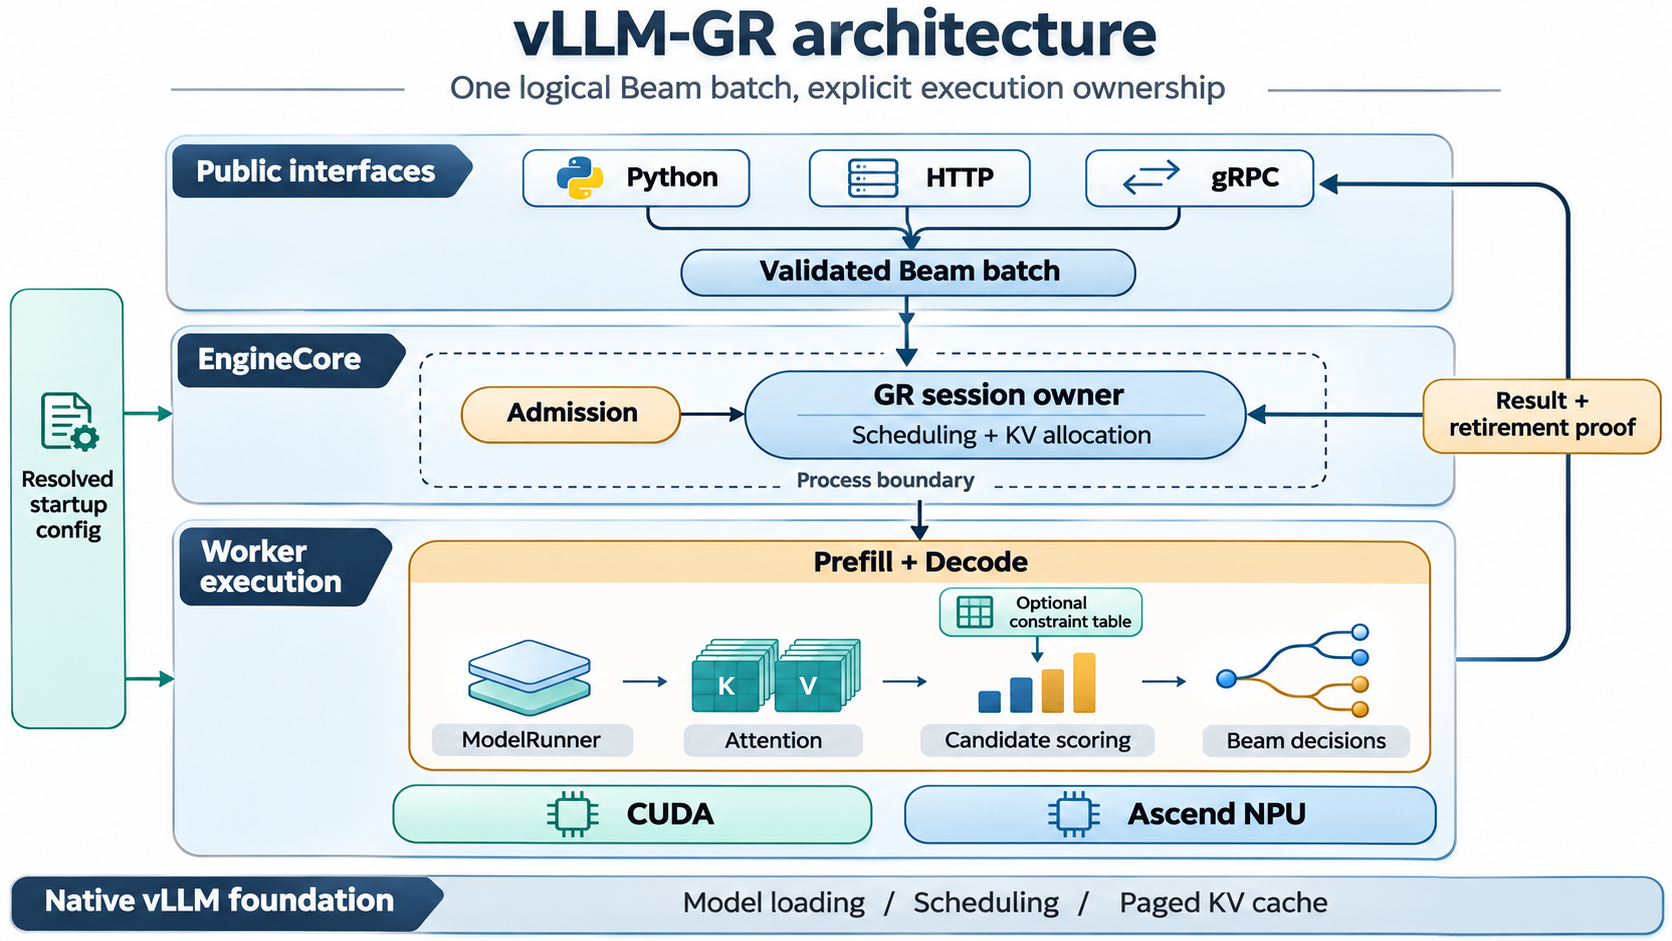 vLLM-GR architecture
One logical Beam batch, explicit execution ownership
Public interfaces
Python
HTTP
gRPC
Validated Beam batch
EngineCore
Admission
GR session owner
Scheduling + KV allocation
Process boundary
Result +
retirement proof
Resolved
startup
config
Worker
execution
Prefill + Decode
Optional
constraint table
K
V
ModelRunner
Attention
Candidate scoring
Beam decisions
CUDA
Ascend NPU
Native vLLM foundation
Model loading / Scheduling / Paged KV cache